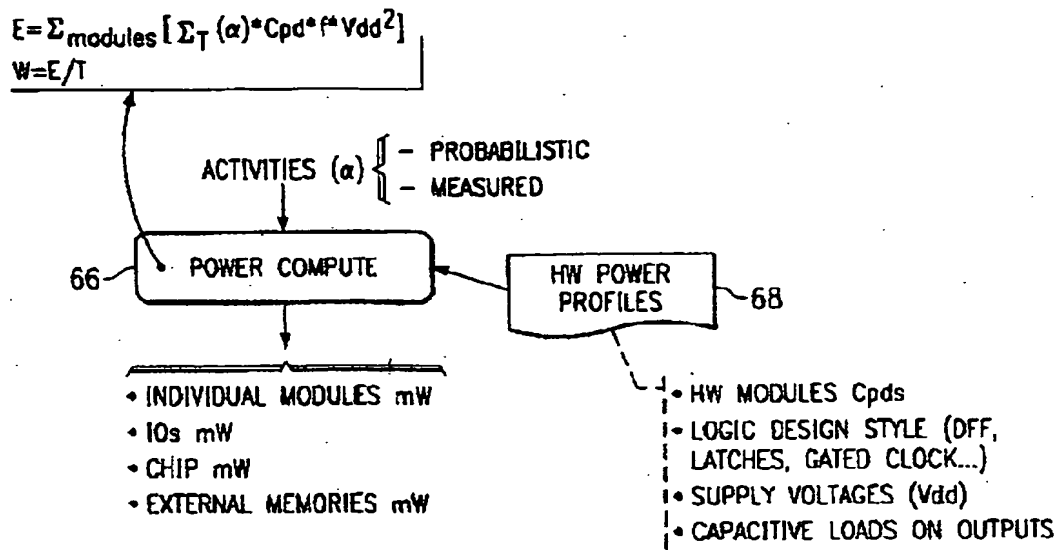 E=Σmodules[ΣT(α)*Cpd*f*Vdd²]
W=E/T
ACTIVITIES (α)
- PROBABILISTIC
- MEASURED
66
POWER COMPUTE
HW POWER
PROFILES
68
• INDIVIDUAL MODULES mW
• IOs mW
• CHIP mW
• EXTERNAL MEMORIES mW
• HW MODULES Cpds
• LOGIC DESIGN STYLE (DFF,
LATCHES, GATED CLOCK...)
• SUPPLY VOLTAGES (Vdd)
• CAPACITIVE LOADS ON OUTPUTS